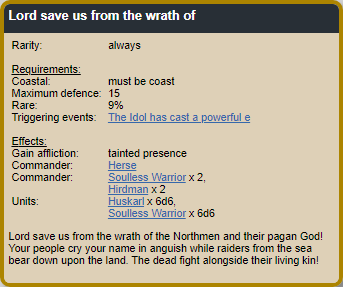 Lord save us from the wrath of
Rarity: always
Requirements:
Coastal: must be coast
Maximum defence: 15
Rare: 9%
Triggering events: The Idol has cast a powerful e
Effects:
Gain affliction: tainted presence
Commander: Herse
Commander: Soulless Warrior x 2,
Hirdman x 2
Units: Huskarl x 6d6,
Soulless Warrior x 6d6
Lord save us from the wrath of the Northmen and their pagan God!
Your people cry your name in anguish while raiders from the sea
bear down upon the land. The dead fight alongside their living kin!